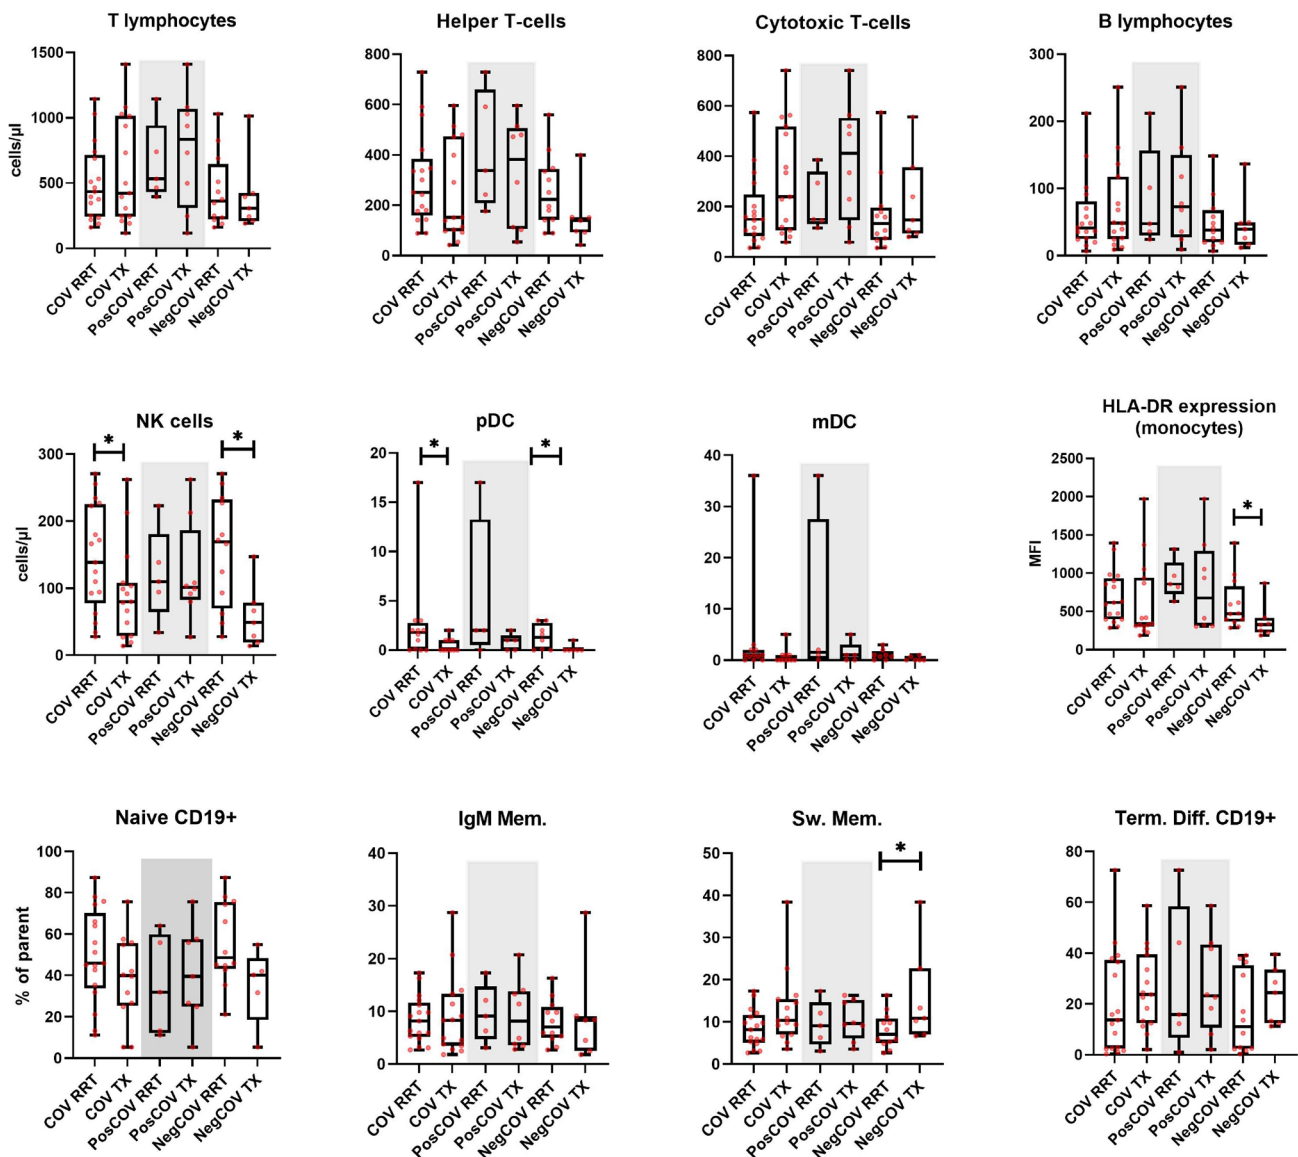 T lymphocytes
Helper T-cells
Cytotoxic T-cells
B lymphocytes
cells/µl
1500
1000
500
0
COV RRT
COV TX
PosCOV RRT
PosCOV TX
NegCOV RRT
NegCOV TX
800
600
400
200
0
COV RRT
COV TX
PosCOV RRT
PosCOV TX
NegCOV RRT
NegCOV TX
800
600
400
200
0
COV RRT
COV TX
PosCOV RRT
PosCOV TX
NegCOV RRT
NegCOV TX
300
200
100
0
COV RRT
COV TX
PosCOV RRT
PosCOV TX
NegCOV RRT
NegCOV TX
NK cells
pDC
mDC
HLA-DR expression
(monocytes)
cells/µl
300
200
100
0
*
*
COV RRT
COV TX
PosCOV RRT
PosCOV TX
NegCOV RRT
NegCOV TX
20
15
10
5
0
*
*
COV RRT
COV TX
PosCOV RRT
PosCOV TX
NegCOV RRT
NegCOV TX
40
30
20
10
0
COV RRT
COV TX
PosCOV RRT
PosCOV TX
NegCOV RRT
NegCOV TX
MFI
2500
2000
1500
1000
500
0
*
COV RRT
COV TX
PosCOV RRT
PosCOV TX
NegCOV RRT
NegCOV TX
Naive CD19+
IgM Mem.
Sw. Mem.
Term. Diff. CD19+
% of parent
100
80
60
40
20
0
COV RRT
COV TX
PosCOV RRT
PosCOV TX
NegCOV RRT
NegCOV TX
40
30
20
10
0
COV RRT
COV TX
PosCOV RRT
PosCOV TX
NegCOV RRT
NegCOV TX
50
40
30
20
10
0
*
COV RRT
COV TX
PosCOV RRT
PosCOV TX
NegCOV RRT
NegCOV TX
80
60
40
20
0
COV RRT
COV TX
PosCOV RRT
PosCOV TX
NegCOV RRT
NegCOV TX